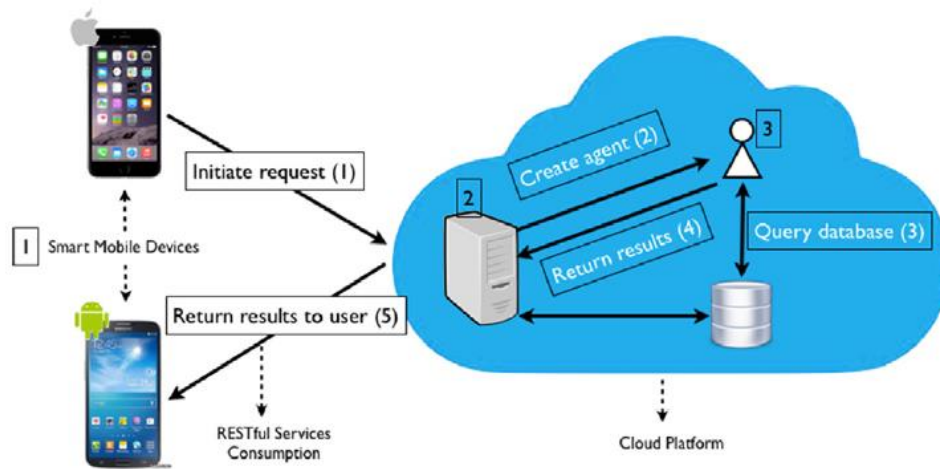 Initiate request (1)
1
Smart Mobile Devices
Return results to user (5)
RESTful Services
Consumption
2
Create agent (2)
3
Return results (4)
Query database (3)
Cloud Platform